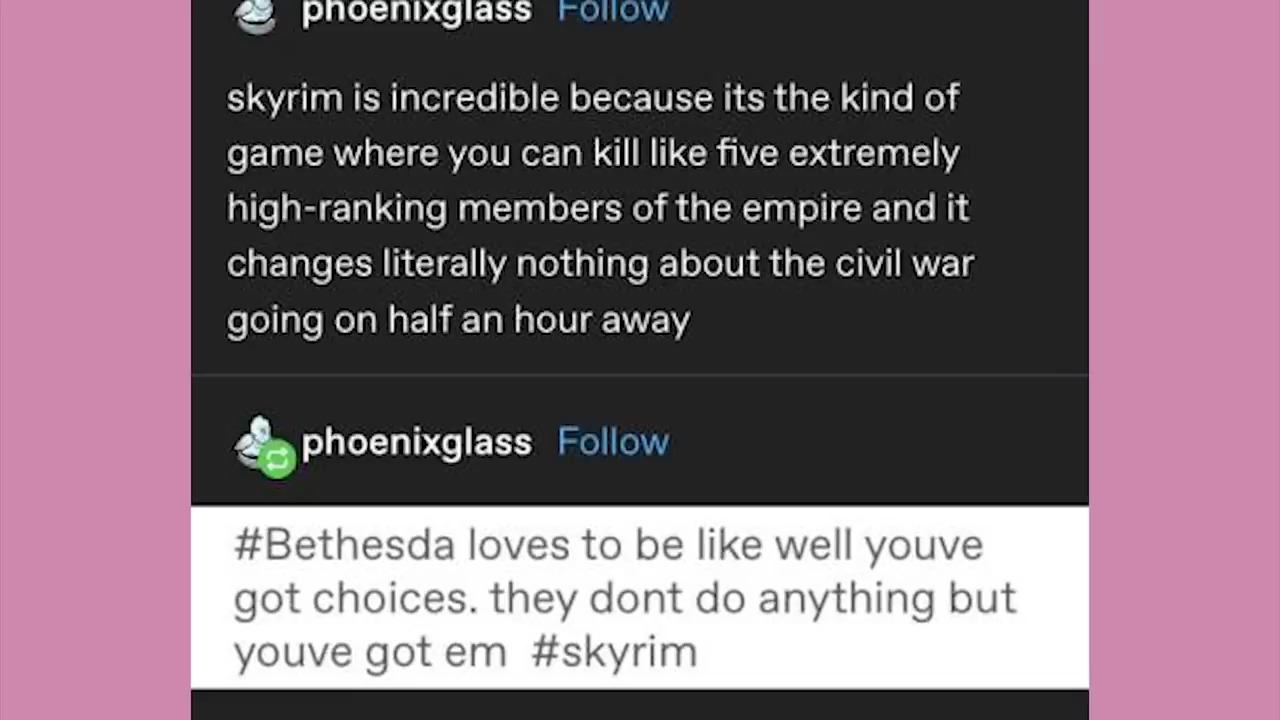 phoenixglass Follow
skyrim is incredible because its the kind of
game where you can kill like five extremely
high-ranking members of the empire and it
changes literally nothing about the civil war
going on half an hour away
phoenixglass Follow
#Bethesda loves to be like well youve
got choices. they dont do anything but
youve got em #skyrim